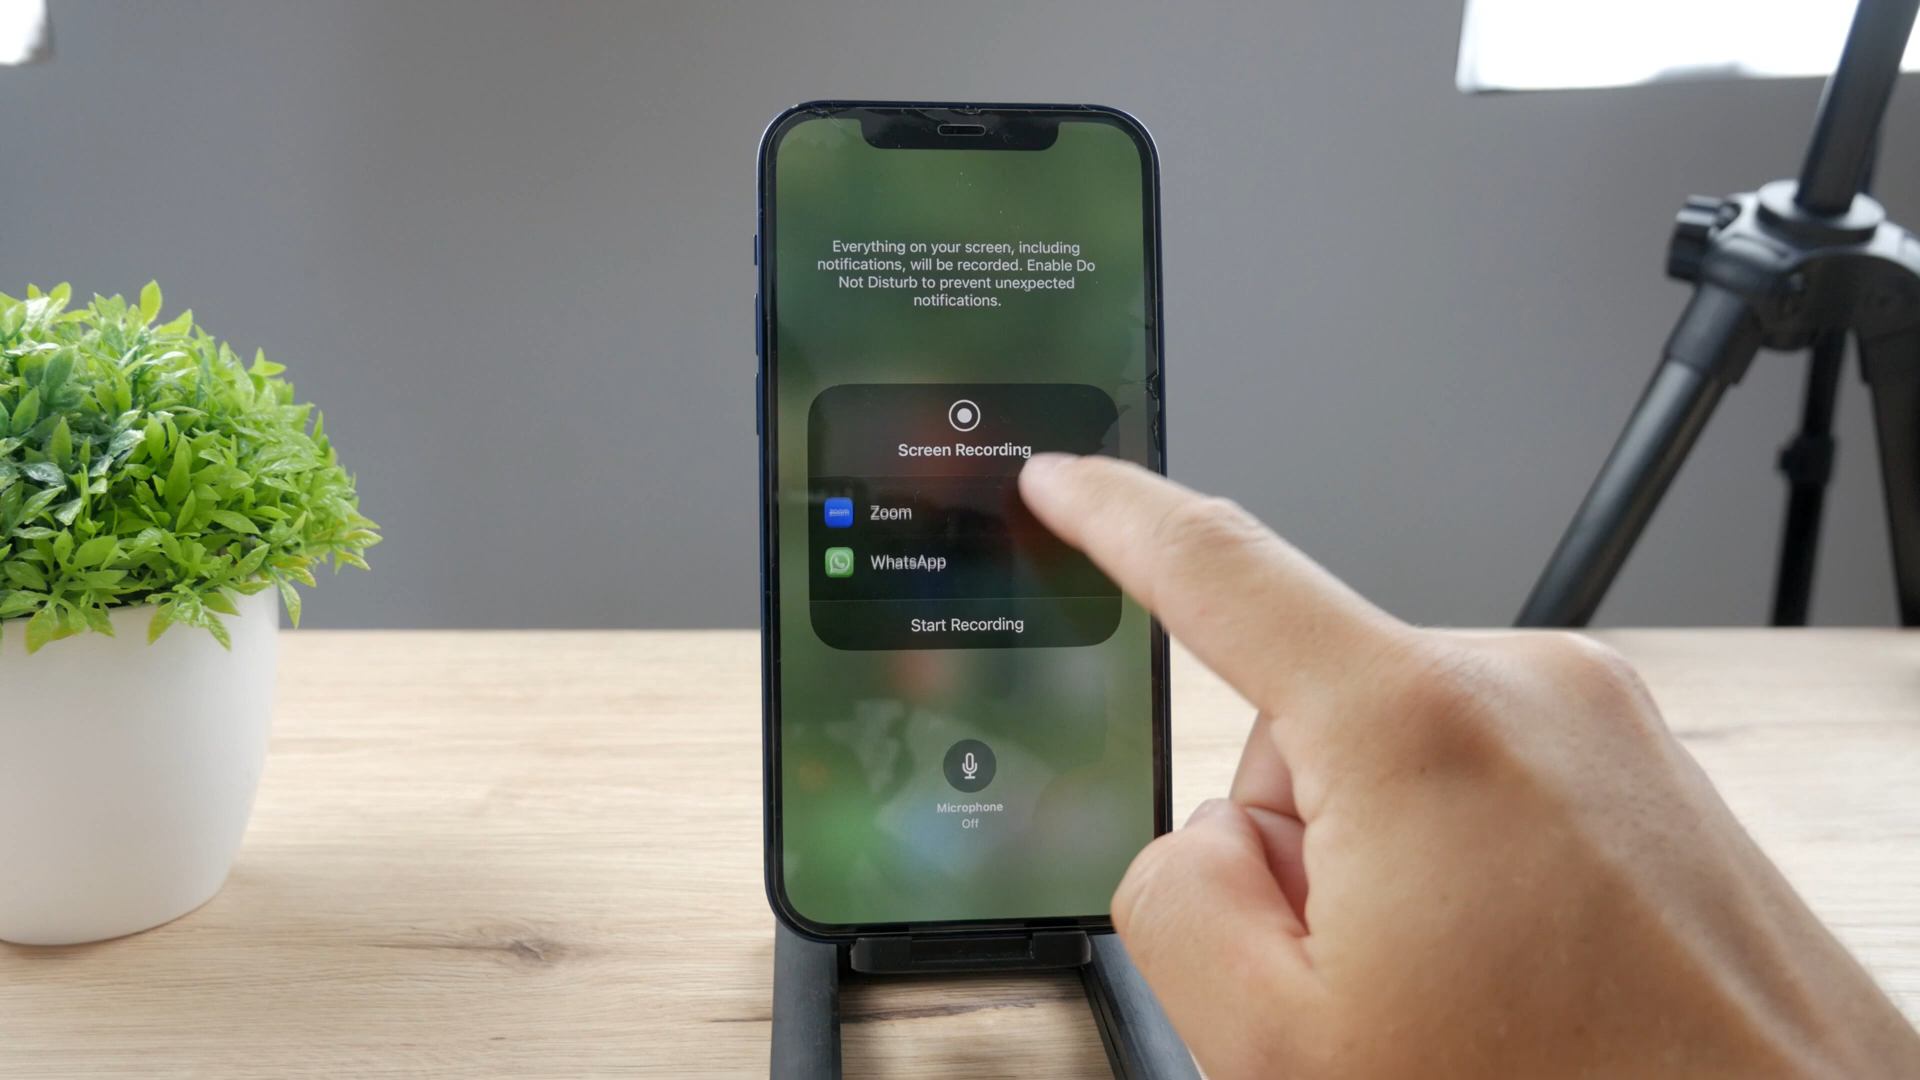 Everything on your screen, including
notifications, will be recorded. Enable Do
Not Disturb to prevent unexpected
notifications.
Screen Recording
zoom
Zoom
WhatsApp
Start Recording
Microphone
Off